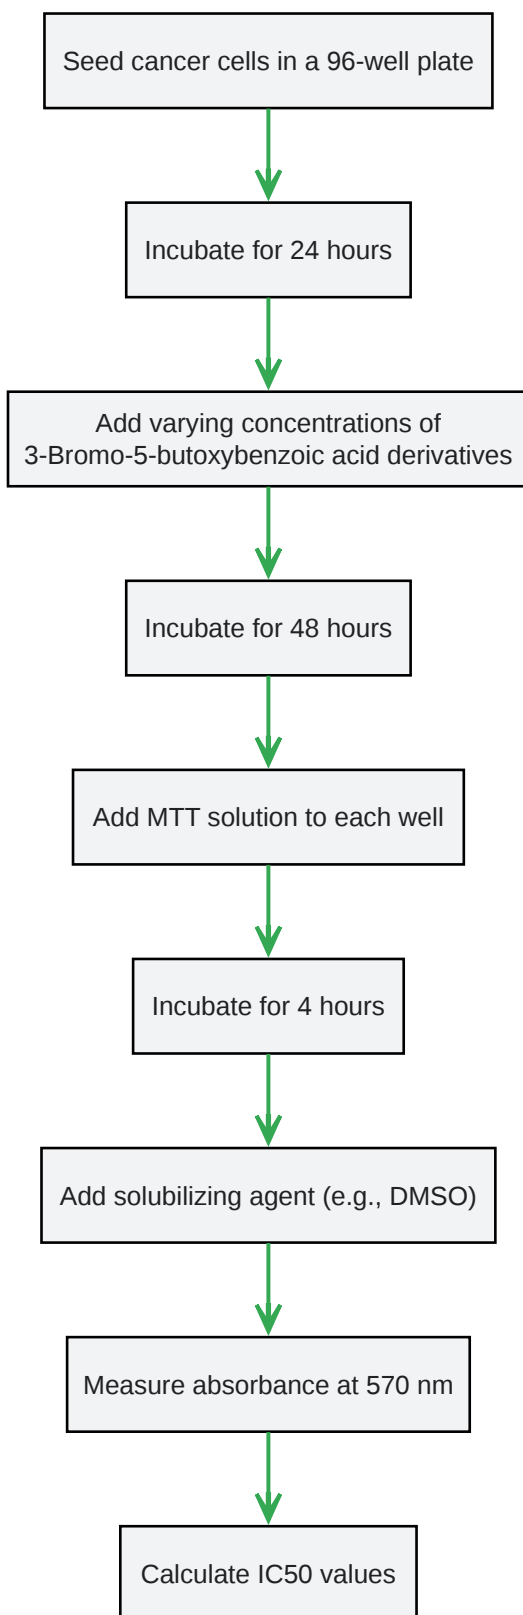 Seed cancer cells in a 96-well plate
Incubate for 24 hours
Add varying concentrations of
3-Bromo-5-butoxybenzoic acid derivatives
Incubate for 48 hours
Add MTT solution to each well
Incubate for 4 hours
Add solubilizing agent (e.g., DMSO)
Measure absorbance at 570 nm
Calculate IC50 values